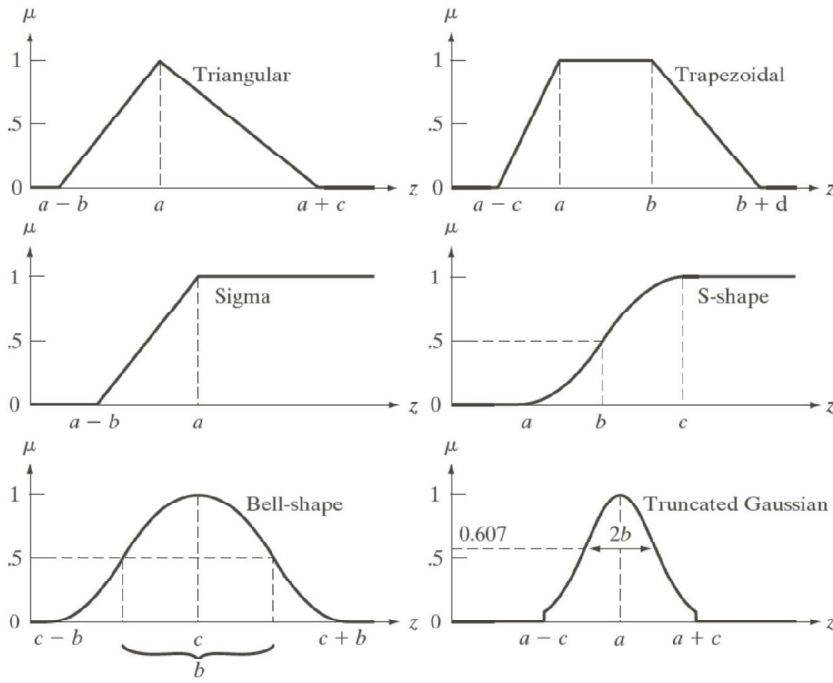 μ μ
1 Triangular 1 Trapezoidal
.5 .5
0 z 0 z
a − b a a + c a − c a b b + d
μ μ
1 Sigma 1 S-shape
.5 .5
0 z 0 z
a − b a a b c
μ μ
1 Bell-shape 1 Truncated Gaussian
0.607 2b
.5 .5
0 z 0 z
c − b c c + b a − c a a + c
b